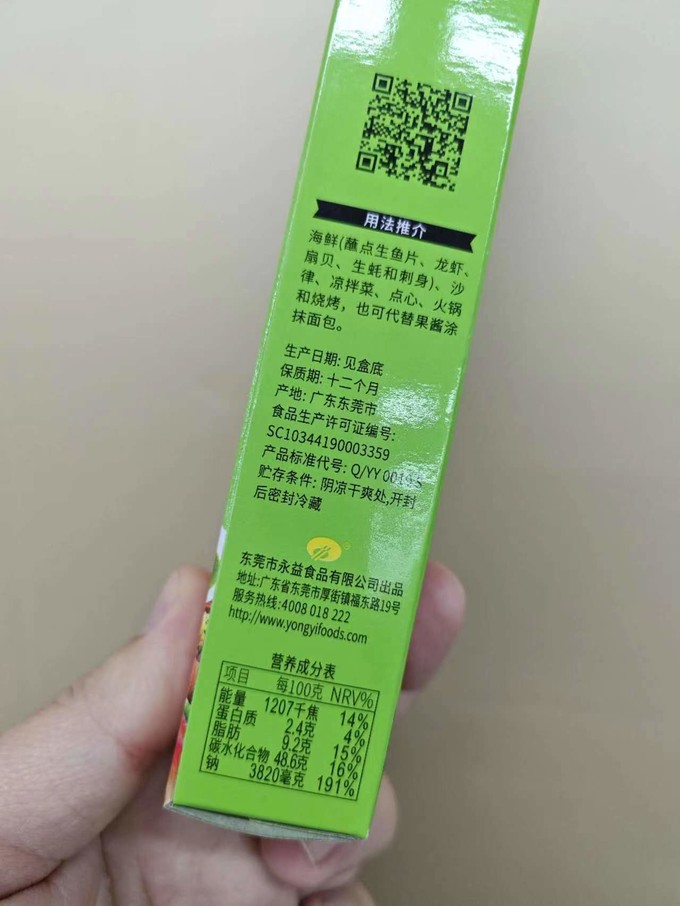 用法推介
海鲜(蘸点生鱼片、龙虾、
扇贝、生蚝和刺身)、沙
律、凉拌菜、点心、火锅
和烧烤，也可代替果酱涂
抹面包。
生产日期: 见盒底
保质期: 十二个月
产地: 广东东莞市
食品生产许可证编号:
SC10344190003359
产品标准代号: Q/YY
贮存条件: 阴凉干爽处,开封
后密封冷藏
东莞市永益食品有限公司出品
地址:广东省东莞市厚街镇福东路19号
服务热线:4008 018 222
http://www.yongyifoods.com
营养成分表
项目 每100克 NRV%
能量 1207千焦 14%
蛋白质 2.4克 4%
脂肪 9.2克 15%
碳水化合物 48.6克 16%
钠 3820毫克 191%